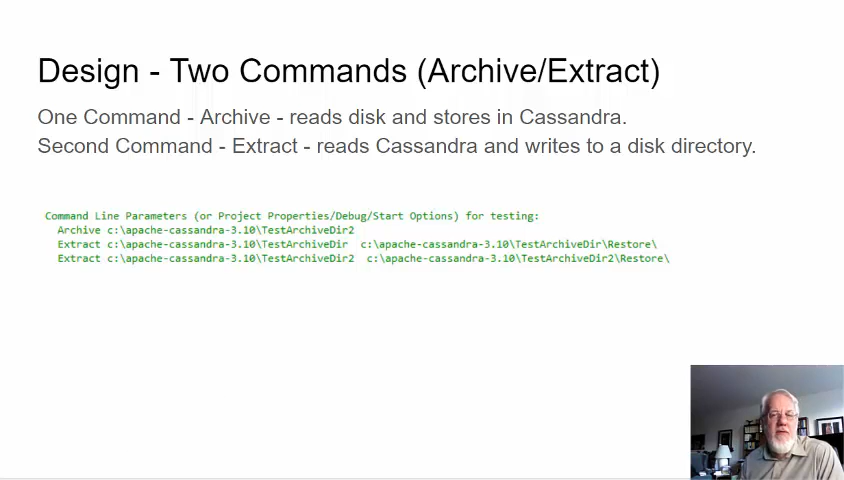 Design - Two Commands (Archive/Extract)
One Command - Archive - reads disk and stores in Cassandra.
Second Command - Extract - reads Cassandra and writes to a disk directory.
Command Line Parameters (or Project Properties/Debug/Start Options) for testing:
Archive c:\apache-cassandra-3.10\TestArchiveDir2
Extract c:\apache-cassandra-3.10\TestArchiveDir  c:\apache-cassandra-3.10\TestArchiveDir\Restore\
Extract c:\apache-cassandra-3.10\TestArchiveDir2  c:\apache-cassandra-3.10\TestArchiveDir2\Restore\